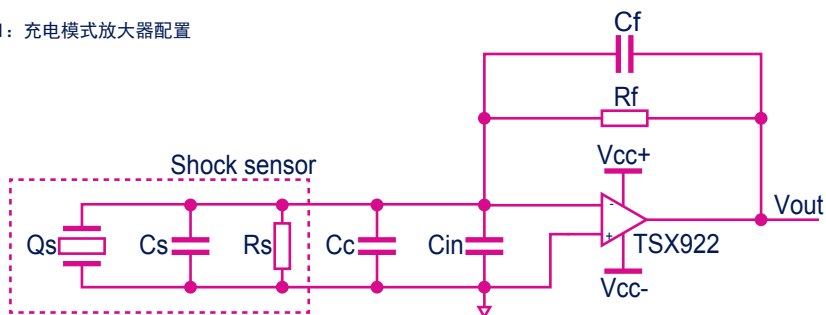 1：充电模式放大器配置
Cf
Rf
Vcc+
Shock sensor
Vout
-
Qs
Cs
Rs
Cc
Cin
+
TSX922
Vcc-